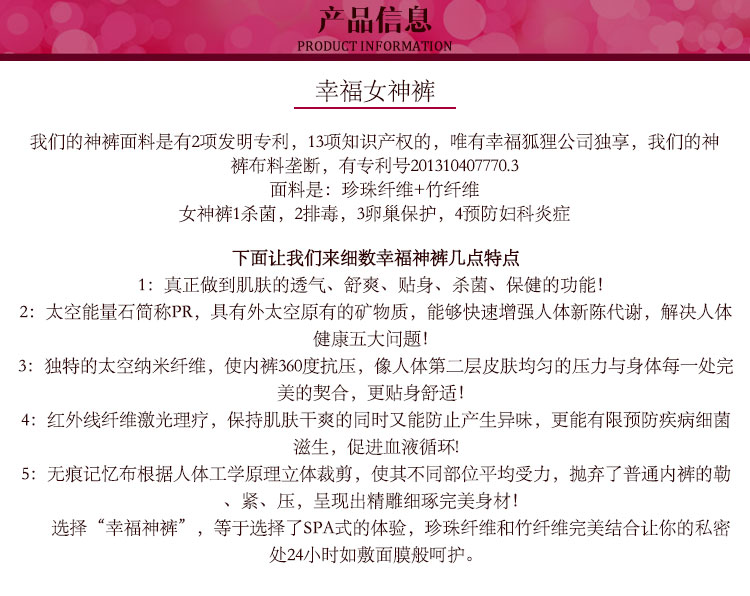 产品信息
PRODUCT INFORMATION
幸福女神裤
我们的神裤面料是有2项发明专利，13项知识产权的，唯有幸福狐狸公司独享，我们的神
裤布料垄断，有专利号201310407770.3
面料是：珍珠纤维+竹纤维
女神裤1杀菌，2排毒，3卵巢保护，4预防妇科炎症
下面让我们来细数幸福神裤几点特点
1：真正做到肌肤的透气、舒爽、贴身、杀菌、保健的功能！
2：太空能量石简称PR，具有外太空原有的矿物质，能够快速增强人体新陈代谢，解决人体
健康五大问题！
3：独特的太空纳米纤维，使内裤360度抗压，像人体第二层皮肤均匀的压力与身体每一处完
美的契合，更贴身舒适！
4：红外线纤维激光理疗，保持肌肤干爽的同时又能防止产生异味，更能有限预防疾病细菌
滋生，促进血液循环!
5：无痕记忆布根据人体工学原理立体裁剪，使其不同部位平均受力，抛弃了普通内裤的勒
、紧、压，呈现出精雕细琢完美身材！
选择“幸福神裤”，等于选择了SPA式的体验，珍珠纤维和竹纤维完美结合让你的私密
处24小时如敷面膜般呵护。